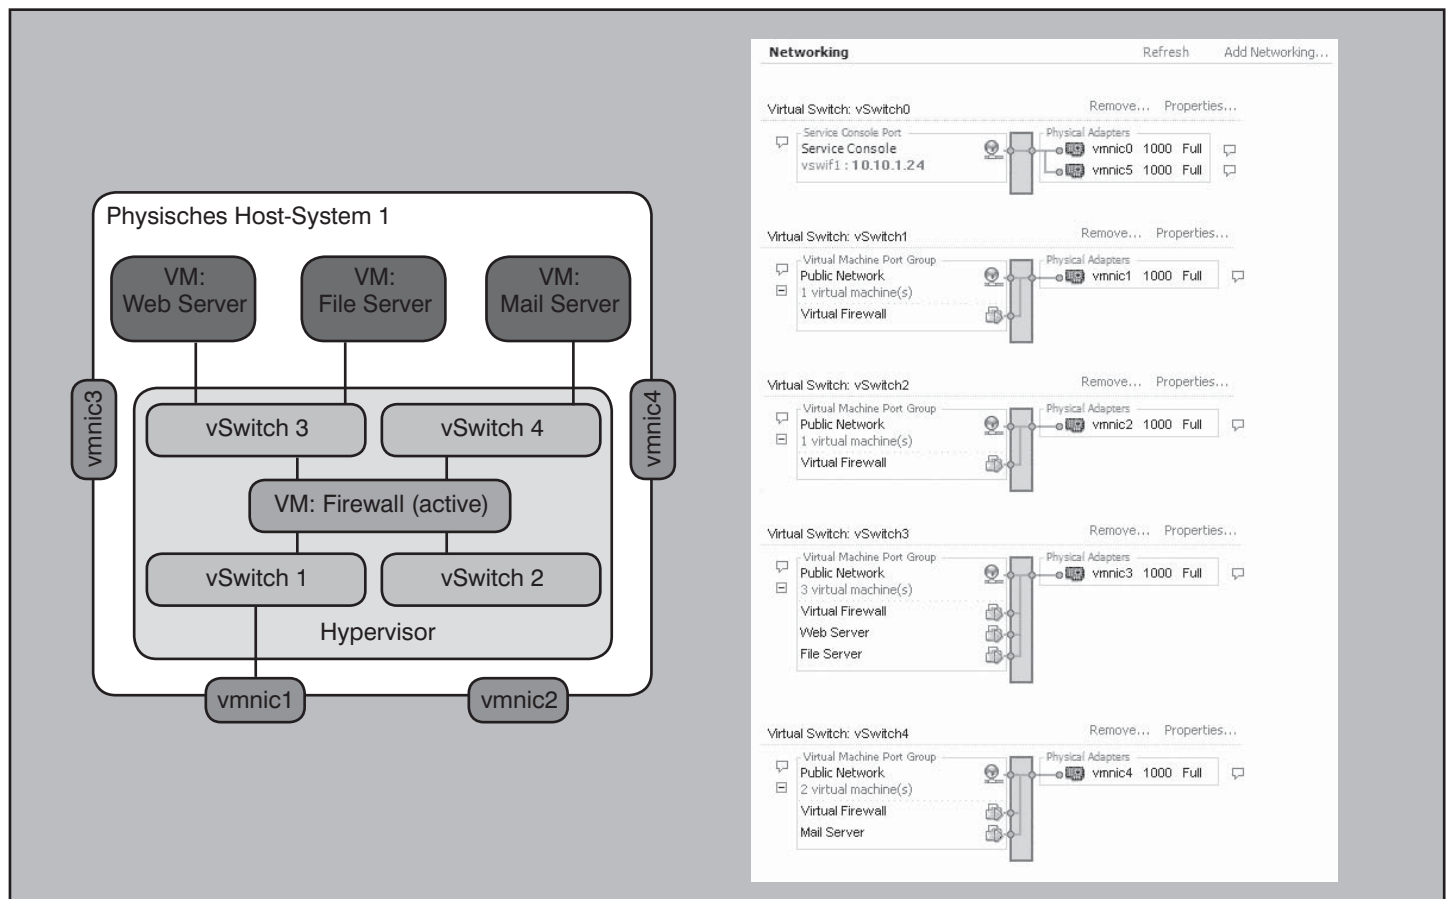 Physisches Host-System 1
VM:
Web Server
VM:
File Server
VM:
Mail Server
vmnic3
vmnic4
vSwitch 3
vSwitch 4
VM: Firewall (active)
vSwitch 1
vSwitch 2
Hypervisor
vmnic1
vmnic2
Networking Refresh Add Networking...
Virtual Switch: vSwitch0 Remove... Properties...
Service Console Port Physical Adapters
Service Console vmnic0 1000 Full
vswif1 : 10.10.1.24 vmnic5 1000 Full
Virtual Switch: vSwitch1 Remove... Properties...
Virtual Machine Port Group Physical Adapters
Public Network vmnic1 1000 Full
1 virtual machine(s)
Virtual Firewall
Virtual Switch: vSwitch2 Remove... Properties...
Virtual Machine Port Group Physical Adapters
Public Network vmnic2 1000 Full
1 virtual machine(s)
Virtual Firewall
Virtual Switch: vSwitch3 Remove... Properties...
Virtual Machine Port Group Physical Adapters
Public Network vmnic3 1000 Full
3 virtual machine(s)
Virtual Firewall
Web Server
File Server
Virtual Switch: vSwitch4 Remove... Properties...
Virtual Machine Port Group Physical Adapters
Public Network vmnic4 1000 Full
2 virtual machine(s)
Virtual Firewall
Mail Server